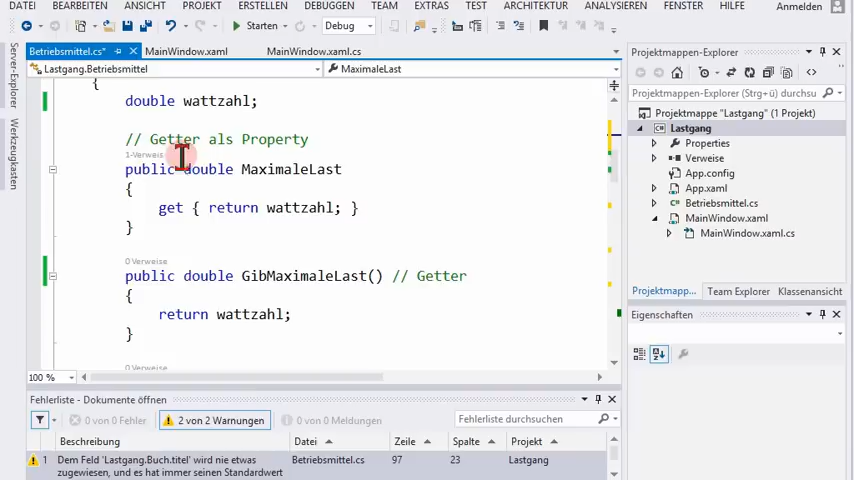 DATEI BEARBEITEN ANSICHT PROJEKT ERSTELLEN DEBUGGEN TEAM EXTRAS TEST ARCHITEKTUR ANALYSIEREN FENSTER HILFE Anmelden
Starten Debug
Betriebsmittel.cs* MainWindow.xaml MainWindow.xaml.cs
Lastgang.Betriebsmittel MaximaleLast
{
double wattzahl;
// Getter als Property
1-Verweis
public double MaximaleLast
{
get { return wattzahl; }
}
0 Verweise
public double GibMaximaleLast() // Getter
{
return wattzahl;
}
0 Verweise
100 %
Server-Explorer
Werkzeugkasten
Projektmappen-Explorer
Projektmappen-Explorer (Strg+ü) durchsu
Projektmappe "Lastgang" (1 Projekt)
Lastgang
Properties
Verweise
App.config
App.xaml
Betriebsmittel.cs
MainWindow.xaml
MainWindow.xaml.cs
Projektmapp... Team Explorer Klassenansicht
Eigenschaften
Fehlerliste - Dokumente öffnen
0 von 0 Fehler 2 von 2 Warnungen 0 von 0 Meldungen Fehlerliste durchsuchen
Beschreibung Datei Zeile Spalte Projekt
1 Dem Feld 'Lastgang.Buch.titel' wird nie etwas Betriebsmittel.cs 97 23 Lastgang
zugewiesen, und es hat immer seinen Standardwert